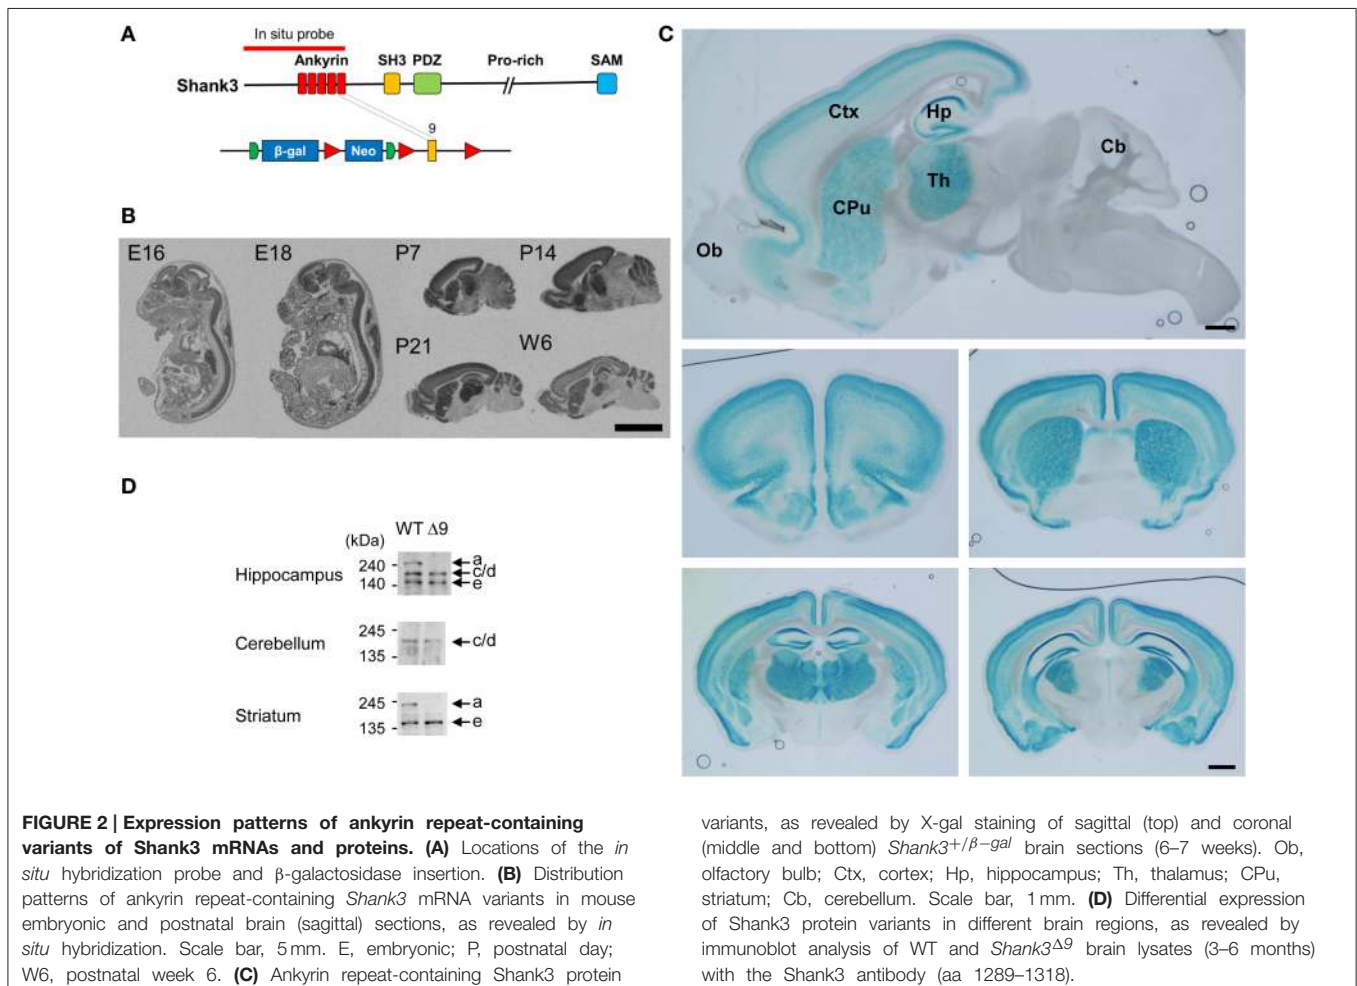 A
In situ probe
Ankyrin
SH3 PDZ
Pro-rich
SAM
Shank3
9
β-gal
Neo
B
E16
E18
P7
P14
P21
W6
C
Ctx
Hp
Cb
Th
CPu
Ob
D
WT Δ9
(kDa)
Hippocampus
240
140
a
c/d
e
Cerebellum
245
135
c/d
Striatum
245
135
a
e
FIGURE 2 | Expression patterns of ankyrin repeat-containing
variants of Shank3 mRNAs and proteins. (A) Locations of the in
situ hybridization probe and β-galactosidase insertion. (B) Distribution
patterns of ankyrin repeat-containing Shank3 mRNA variants in mouse
embryonic and postnatal brain (sagittal) sections, as revealed by in
situ hybridization. Scale bar, 5 mm. E, embryonic; P, postnatal day;
W6, postnatal week 6. (C) Ankyrin repeat-containing Shank3 protein
variants, as revealed by X-gal staining of sagittal (top) and coronal
(middle and bottom) Shank3+/β−gal brain sections (6–7 weeks). Ob,
olfactory bulb; Ctx, cortex; Hp, hippocampus; Th, thalamus; CPu,
striatum; Cb, cerebellum. Scale bar, 1 mm. (D) Differential expression
of Shank3 protein variants in different brain regions, as revealed by
immunoblot analysis of WT and Shank3Δ9 brain lysates (3–6 months)
with the Shank3 antibody (aa 1289–1318).